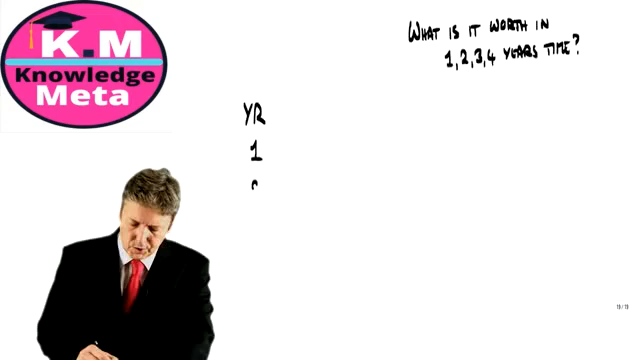 K.M
Knowledge
Meta
WHAT IS IT WORTH IN
1,2,3,4 YEARS TIME?
YR
1
19/19